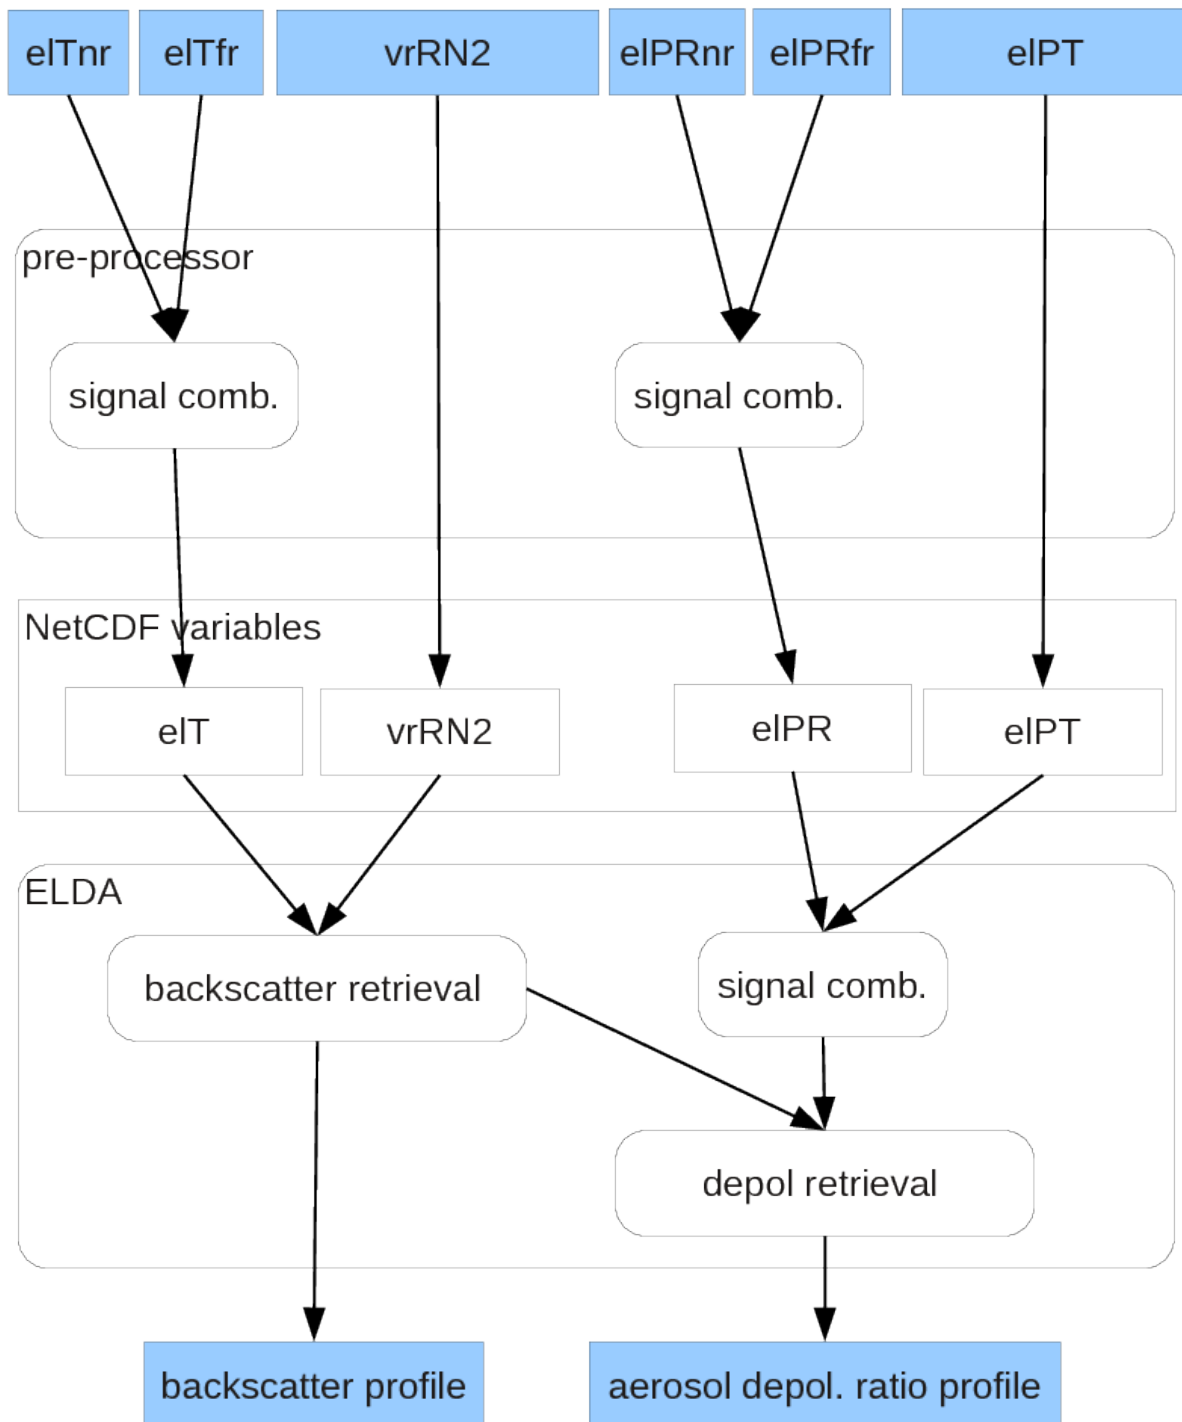 elTnr
elTfr
vrRN2
elPRnr
elPRfr
elPT
pre-processor
signal comb.
signal comb.
NetCDF variables
elT
vrRN2
elPR
elPT
ELDA
backscatter retrieval
signal comb.
depol retrieval
backscatter profile
aerosol depol. ratio profile